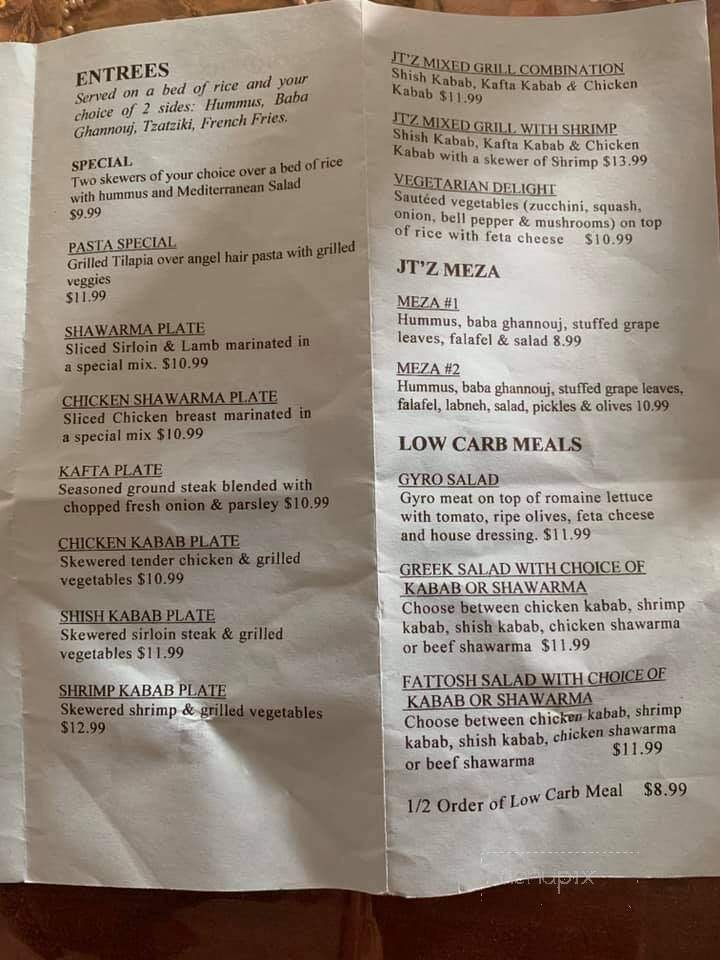 ENTREES
Served on a bed of rice and your
choice of 2 sides: Hummus, Baba
Ghannouj, Tzatziki, French Fries.
SPECIAL
Two skewers of your choice over a bed of rice
with hummus and Mediterranean Salad
$9.99
PASTA SPECIAL
Grilled Tilapia over angel hair pasta with grilled
veggies
$11.99
SHAWARMA PLATE
Sliced Sirloin & Lamb marinated in
a special mix. $10.99
CHICKEN SHAWARMA PLATE
Sliced Chicken breast marinated in
a special mix $10.99
KAFTA PLATE
Seasoned ground steak blended with
chopped fresh onion & parsley $10.99
CHICKEN KABAB PLATE
Skewered tender chicken & grilled
vegetables $10.99
SHISH KABAB PLATE
Skewered sirloin steak & grilled
vegetables $11.99
SHRIMP KABAB PLATE
Skewered shrimp & grilled vegetables
$12.99
JT'Z MIXED GRILL COMBINATION
Shish Kabab, Kafta Kabab & Chicken
Kabab $11.99
JT'Z MIXED GRILL WITH SHRIMP
Shish Kabab, Kafta Kabab & Chicken
Kabab with a skewer of Shrimp $13.99
VEGETARIAN DELIGHT
Sautéed vegetables (zucchini, squash,
onion, bell pepper & mushrooms) on top
of rice with feta cheese $10.99
JT'Z MEZA
MEZA #1
Hummus, baba ghannouj, stuffed grape
leaves, falafel & salad 8.99
MEZA #2
Hummus, baba ghannouj, stuffed grape leaves,
falafel, labneh, salad, pickles & olives 10.99
LOW CARB MEALS
GYRO SALAD
Gyro meat on top of romaine lettuce
with tomato, ripe olives, feta cheese
and house dressing. $11.99
GREEK SALAD WITH CHOICE OF
KABAB OR SHAWARMA
Choose between chicken kabab, shrimp
kabab, shish kabab, chicken shawarma
or beef shawarma $11.99
FATTOSH SALAD WITH CHOICE OF
KABAB OR SHAWARMA
Choose between chicken kabab, shrimp
kabab, shish kabab, chicken shawarma
or beef shawarma $11.99
1/2 Order of Low Carb Meal $8.99
menupix